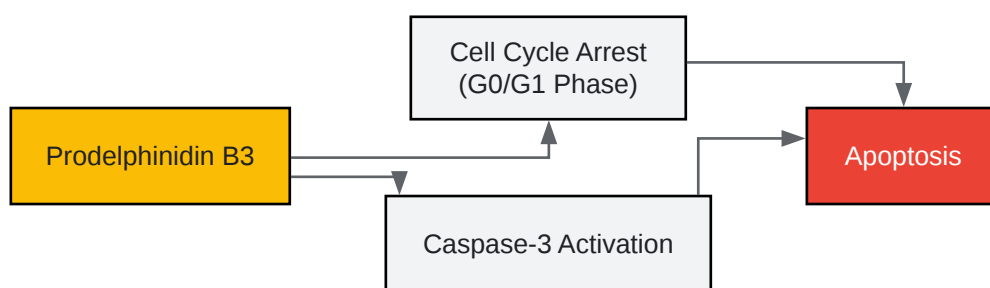 Cell Cycle Arrest
(G0/G1 Phase)
Prodelphinidin B3
Apoptosis
Caspase-3 Activation